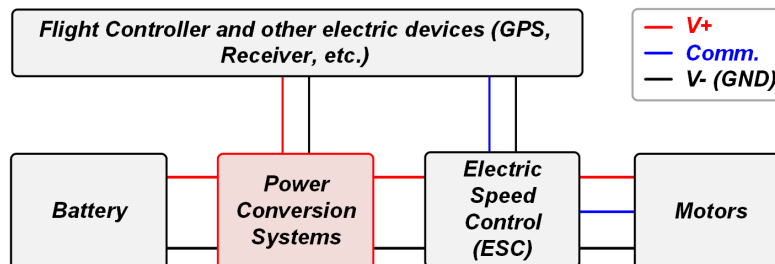 Flight Controller and other electric devices (GPS,
Receiver, etc.)
V+
Comm.
V- (GND)
Battery
Power
Conversion
Systems
Electric
Speed
Control
(ESC)
Motors